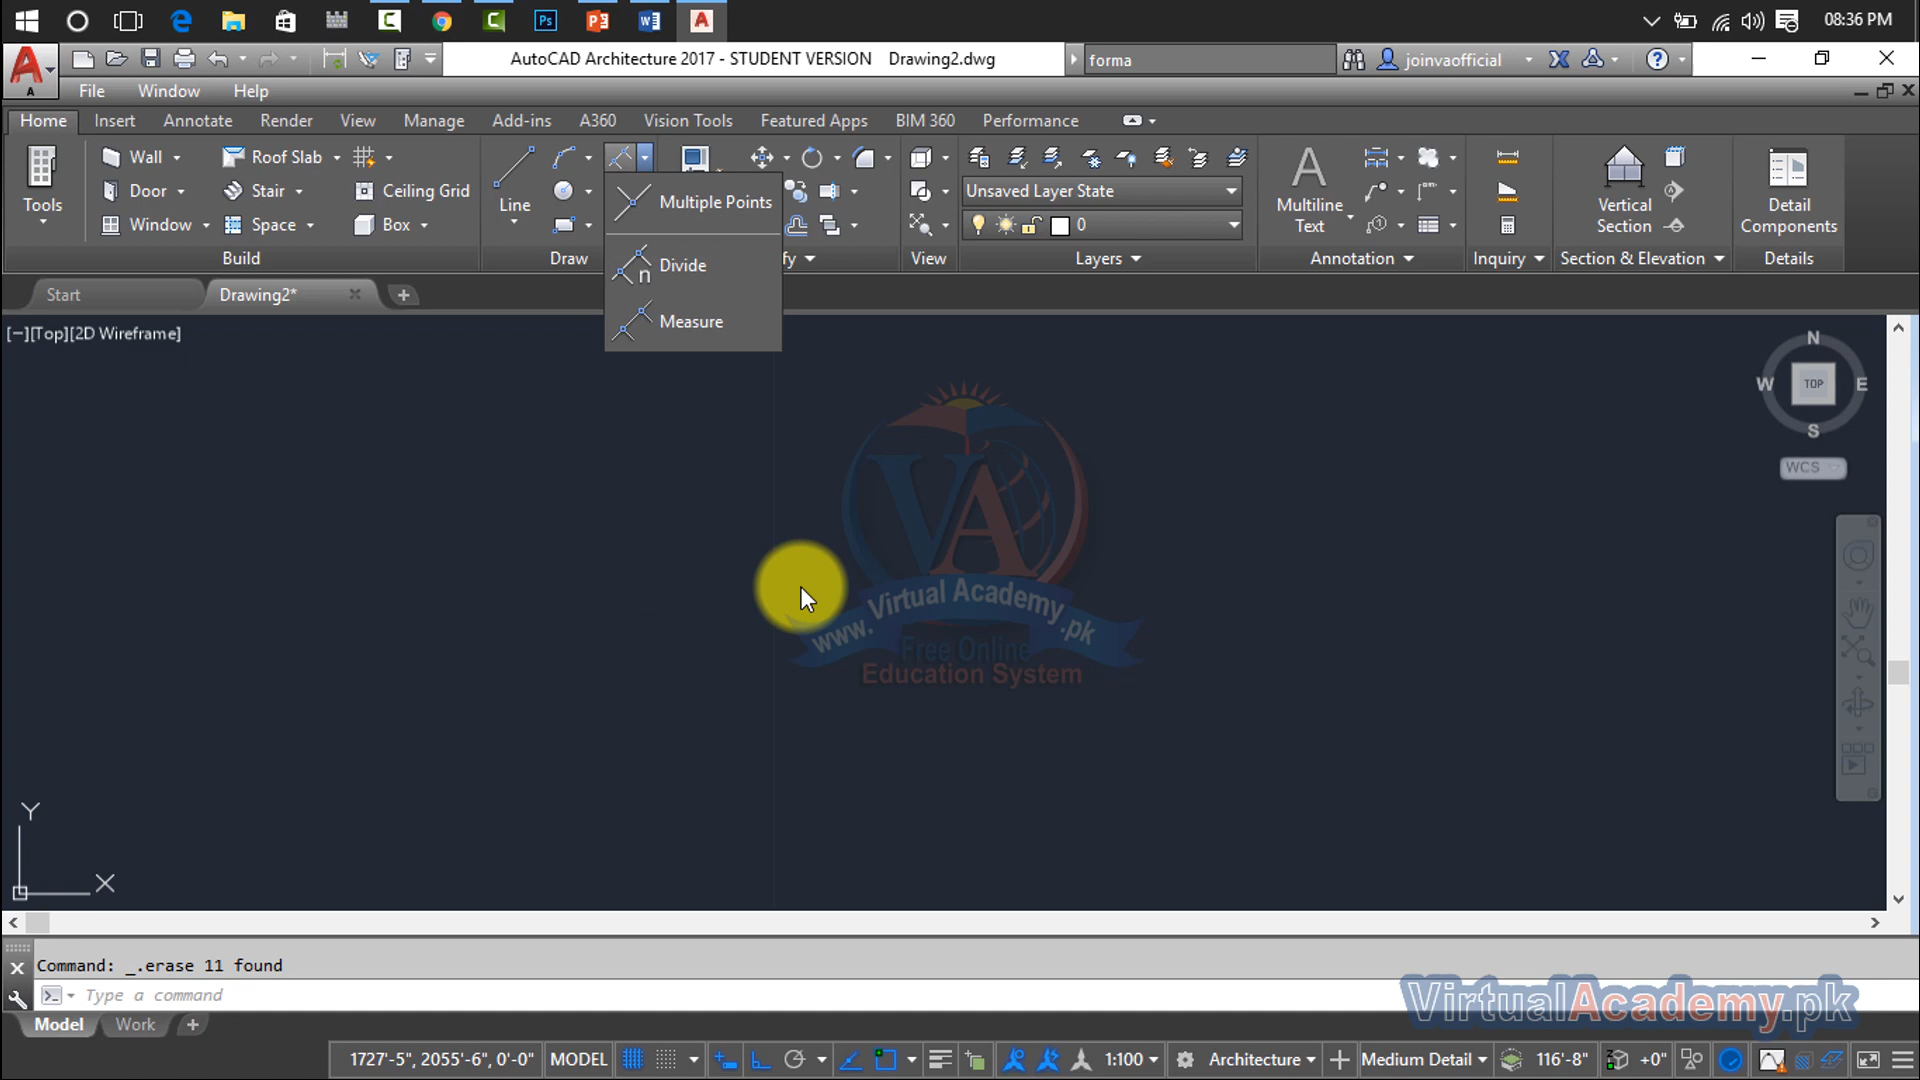 08:36 PM
AutoCAD Architecture 2017 - STUDENT VERSION Drawing2.dwg
forma
joinvaofficial
File Window Help
Home Insert Annotate Render View Manage Add-ins A360 Vision Tools Featured Apps BIM 360 Performance
Tools
Wall
Roof Slab
Door
Stair
Ceiling Grid
Window
Space
Box
Build
Line
Draw
Multiple Points
Divide
Measure
fy
View
Unsaved Layer State
0
Layers
Multiline
Text
Annotation
Inquiry
Vertical
Section
Section & Elevation
Detail
Components
Details
Start
Drawing2*
[−][Top][2D Wireframe]
N
W TOP E
S
WCS
VA
www.VirtualAcademy.pk
Free Online
Education System
Y
X
Command: _.erase 11 found
Type a command
VirtualAcademy.pk
Model Work
1727'-5", 2055'-6", 0'-0" MODEL 1:100 Architecture Medium Detail 116'-8" +0"